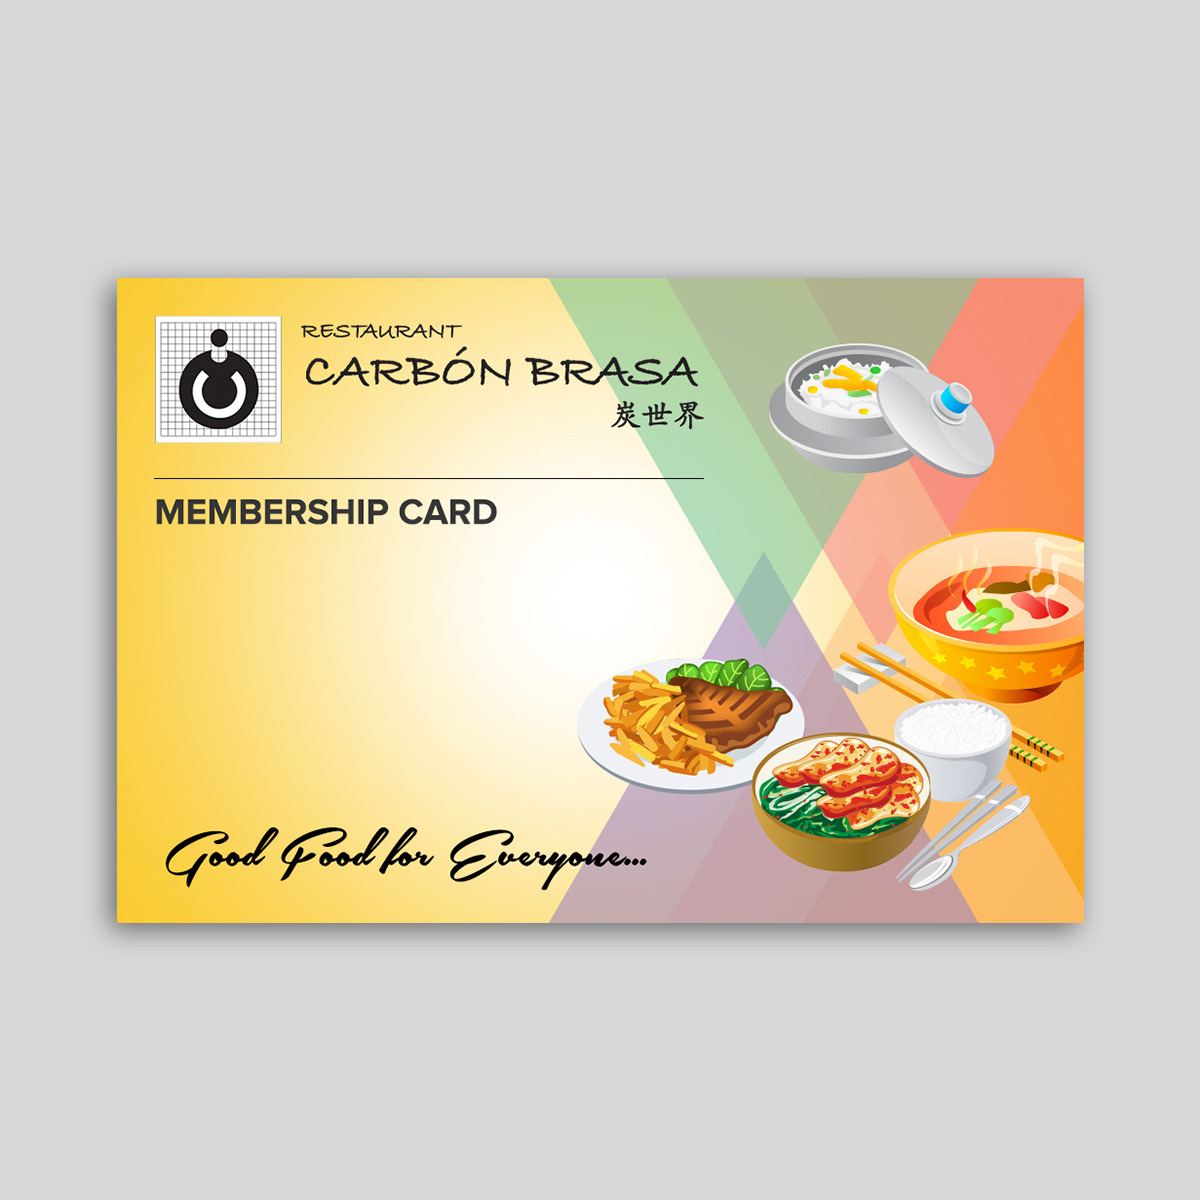 RESTAURANT
CARBÓN BRASA
炭世界
MEMBERSHIP CARD
Good Food for Everyone...